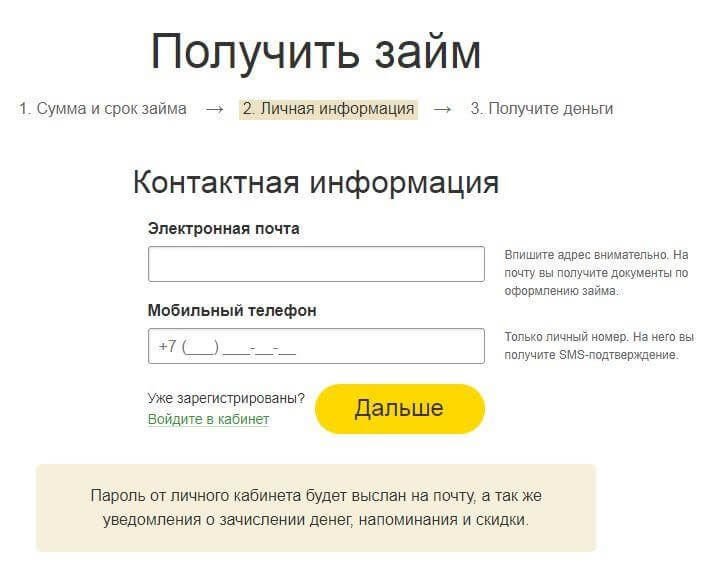 Получить займ
1. Сумма и срок займа → 2. Личная информация → 3. Получите деньги
Контактная информация
Электронная почта
Впишите адрес внимательно. На
почту вы получите документы по
оформлению займа.
Мобильный телефон
+7 (___) ___-__-__
Только личный номер. На него вы
получите SMS-подтверждение.
Уже зарегистрированы?
Войдите в кабинет
Дальше
Пароль от личного кабинета будет выслан на почту, а так же
уведомления о зачислении денег, напоминания и скидки.